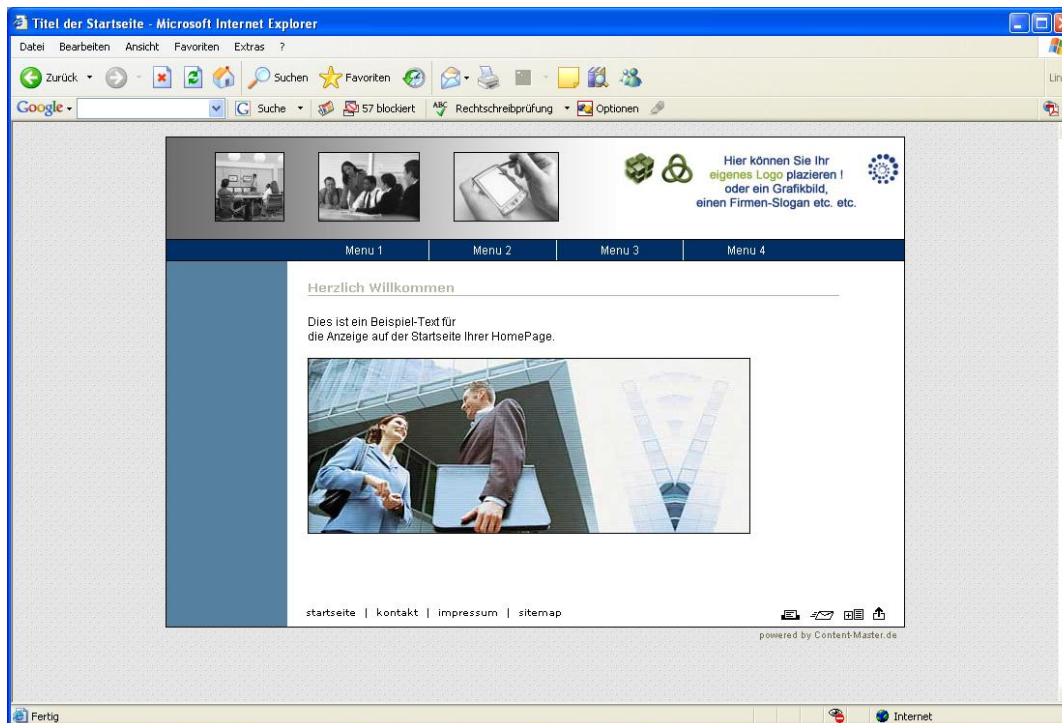 Titel der Startseite - Microsoft Internet Explorer
Datei Bearbeiten Ansicht Favoriten Extras ?
Zurück Suchen Favoriten
Google Suche 57 blockiert ABC Rechtschreibprüfung Optionen
Hier können Sie Ihr
eigenes Logo plazieren !
oder ein Grafikbild,
einen Firmen-Slogan etc. etc.
Menu 1 Menu 2 Menu 3 Menu 4
Herzlich Willkommen
Dies ist ein Beispiel-Text für
die Anzeige auf der Startseite Ihrer HomePage.
startseite | kontakt | impressum | sitemap
powered by Content-Master.de
Fertig Internet